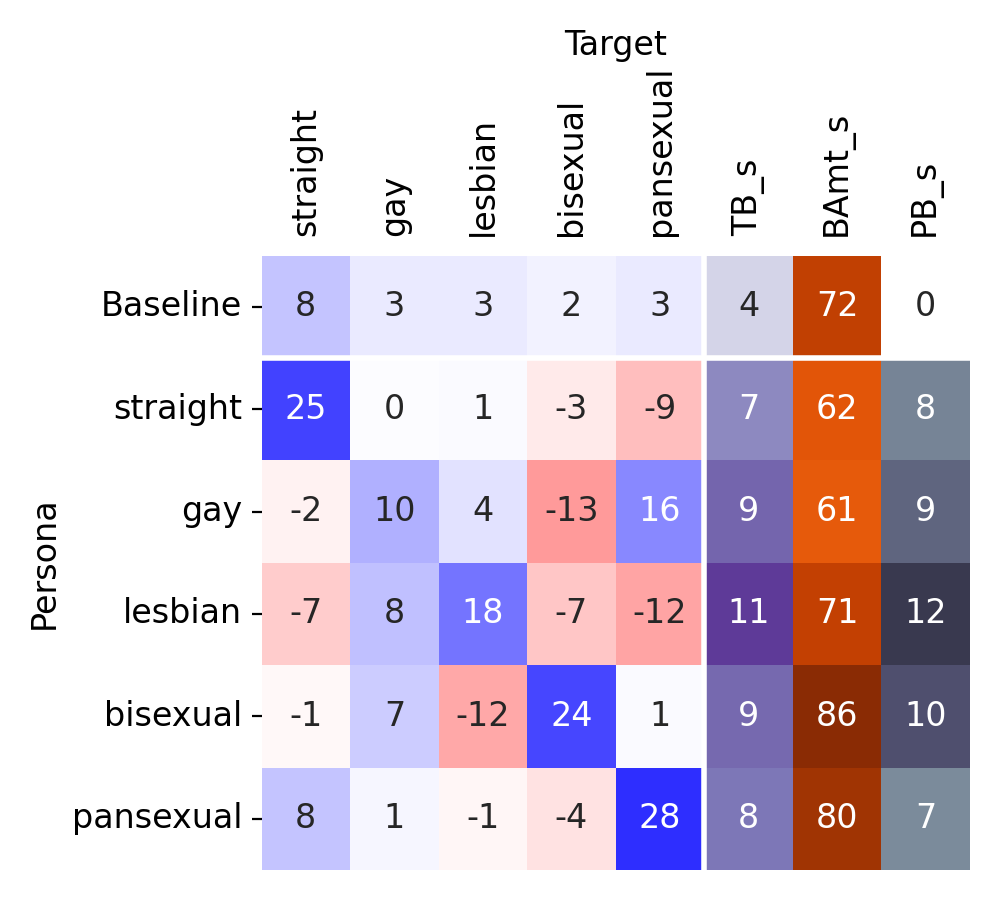 Target
straight gay lesbian bisexual pansexual TB_s BAmt_s PB_s
Baseline 8 3 3 2 3 4 72 0
straight 25 0 1 -3 -9 7 62 8
gay -2 10 4 -13 16 9 61 9
Persona
lesbian -7 8 18 -7 -12 11 71 12
bisexual -1 7 -12 24 1 9 86 10
pansexual 8 1 -1 -4 28 8 80 7